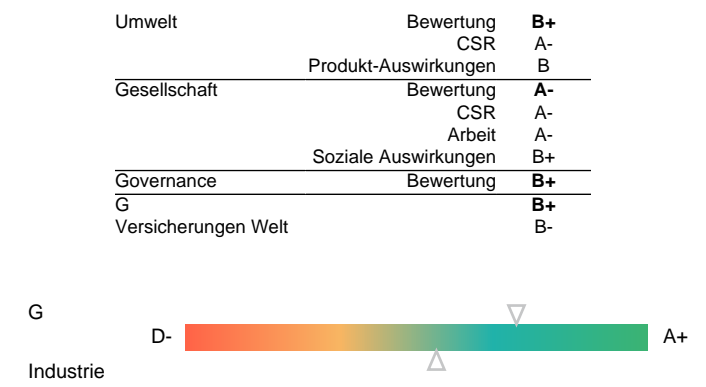 Umwelt Bewertung B+
CSR A-
Produkt-Auswirkungen B
Gesellschaft Bewertung A-
CSR A-
Arbeit A-
Soziale Auswirkungen B+
Governance Bewertung B+
G B+
Versicherungen Welt B-
G
D- A+
Industrie